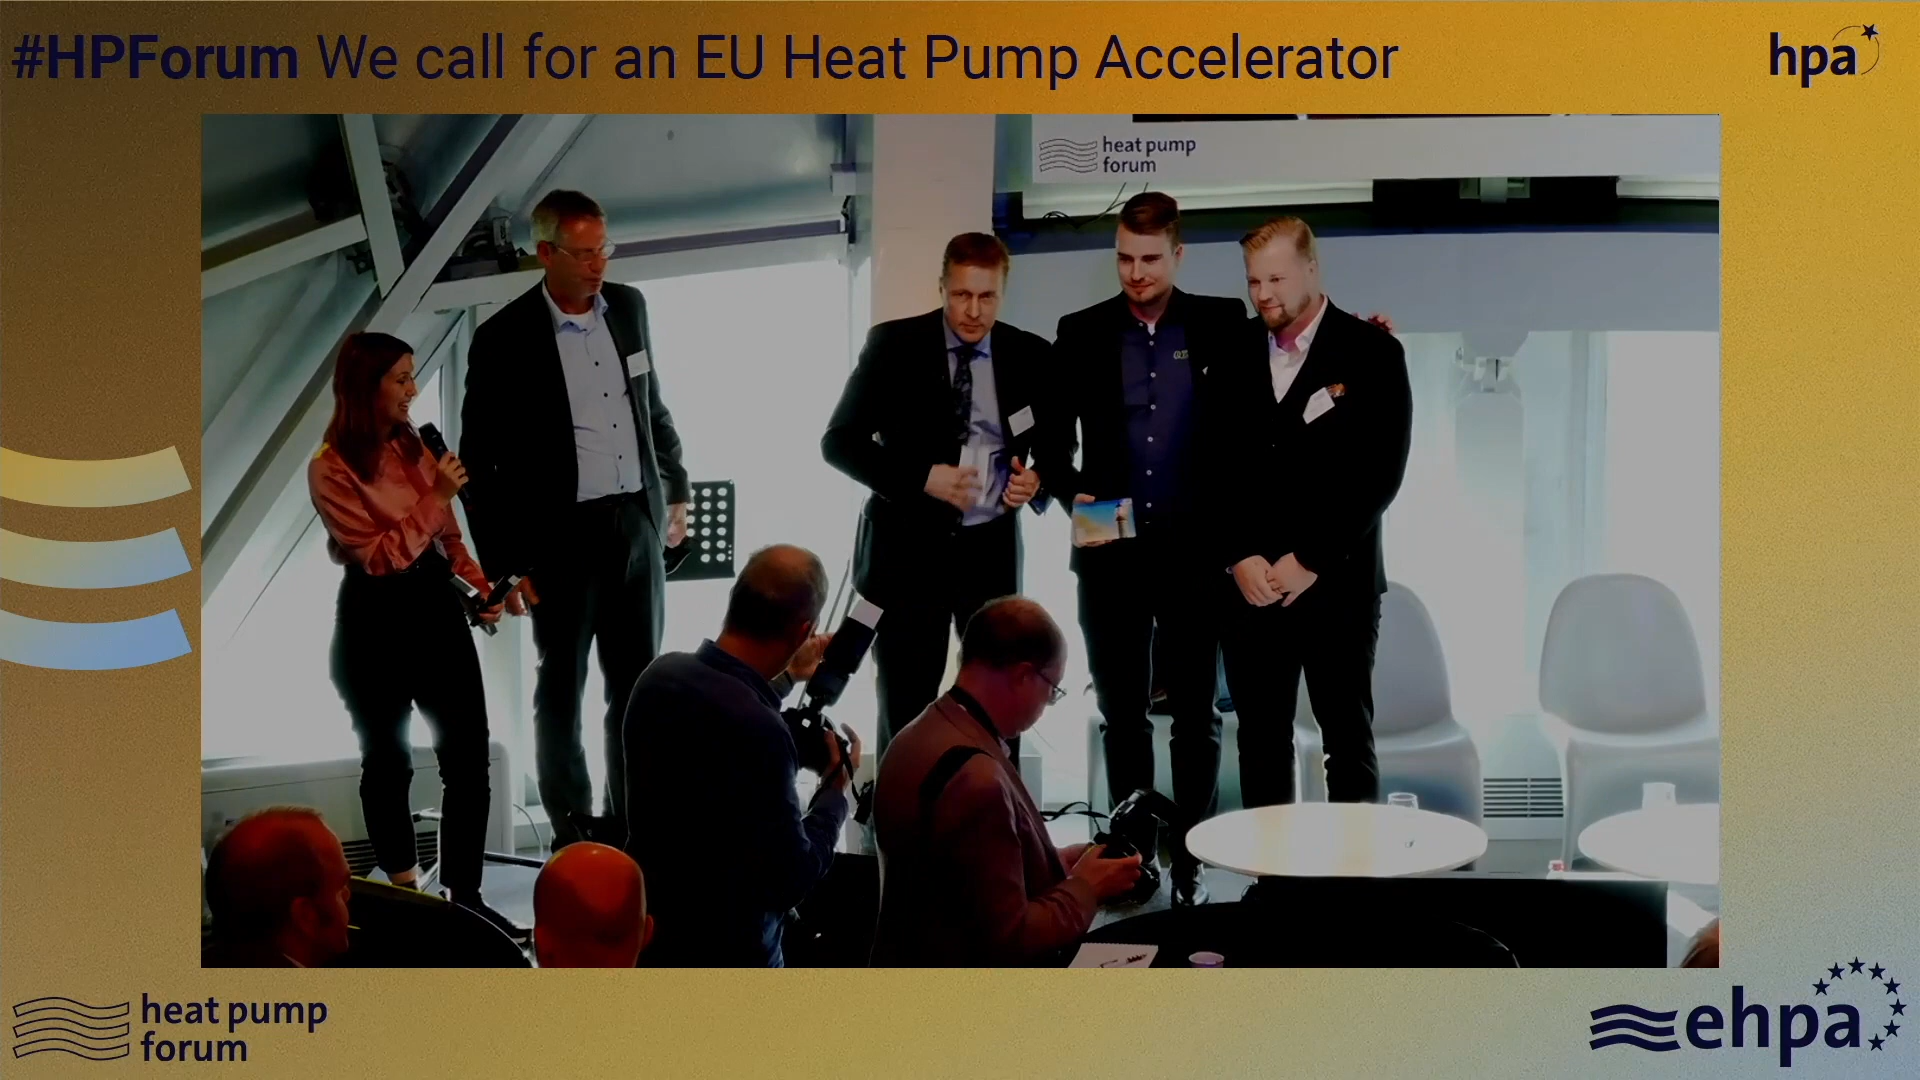 #HPForum We call for an EU Heat Pump Accelerator
hpa
heat pump
forum
heat pump
forum
ehpa